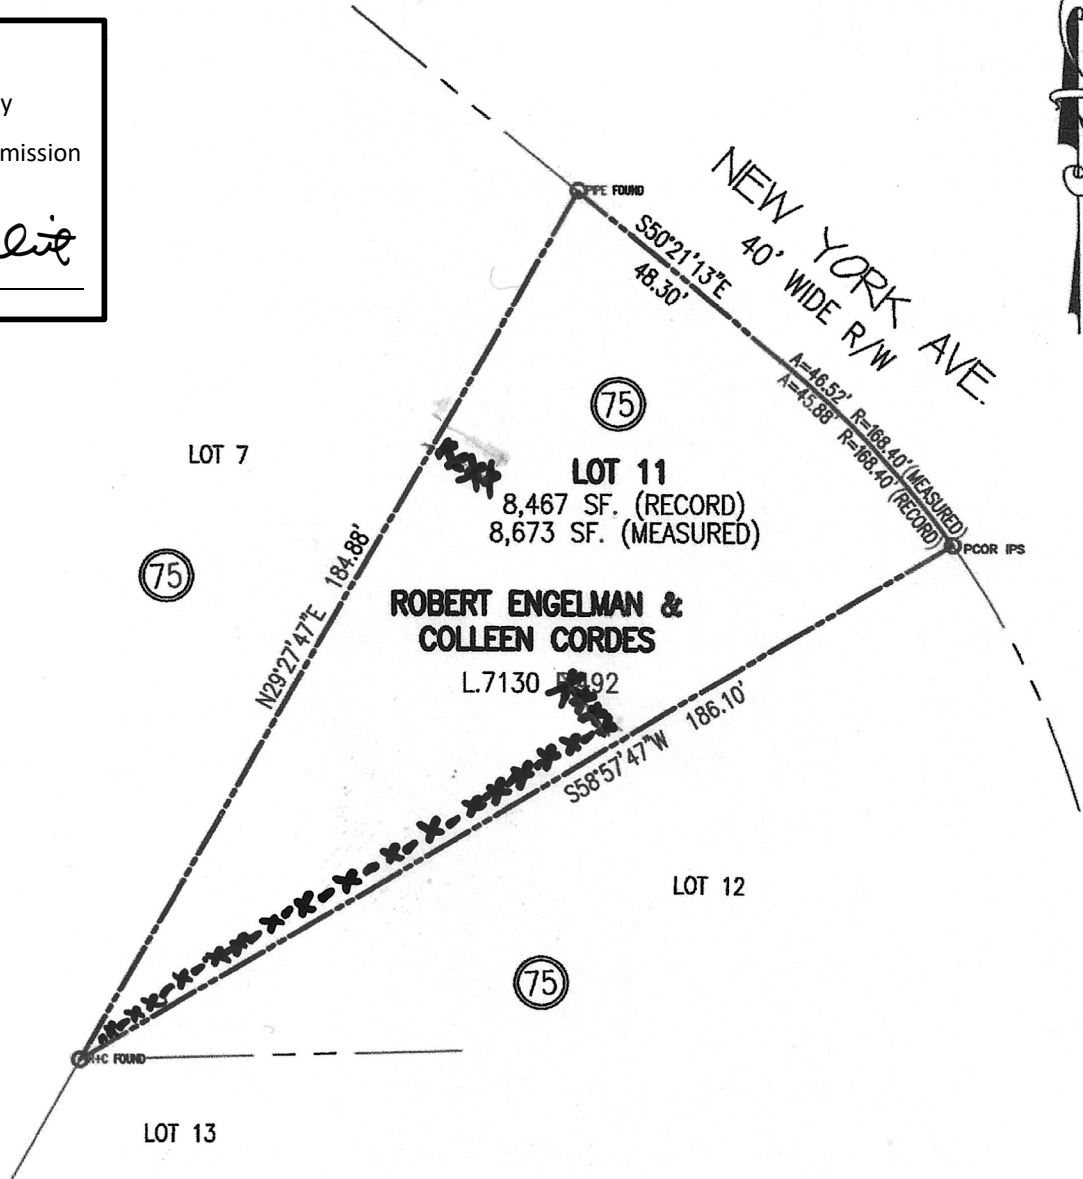 y
mission
PIPE FOUND
NEW YORK AVE.
40' WIDE R/W
S50°21'13"E
48.30'
A=46.52' R=168.40' (MEASURED)
A=45.88' R=168.40' (RECORD)
75
LOT 7
LOT 11
8,467 SF. (RECORD)
8,673 SF. (MEASURED)
PCOR IPS
75
N29°27'47"E 184.88'
ROBERT ENGELMAN &
COLLEEN CORDES
L.7130 492
S58°57'47"W 186.10'
LOT 12
75
FOUND
LOT 13